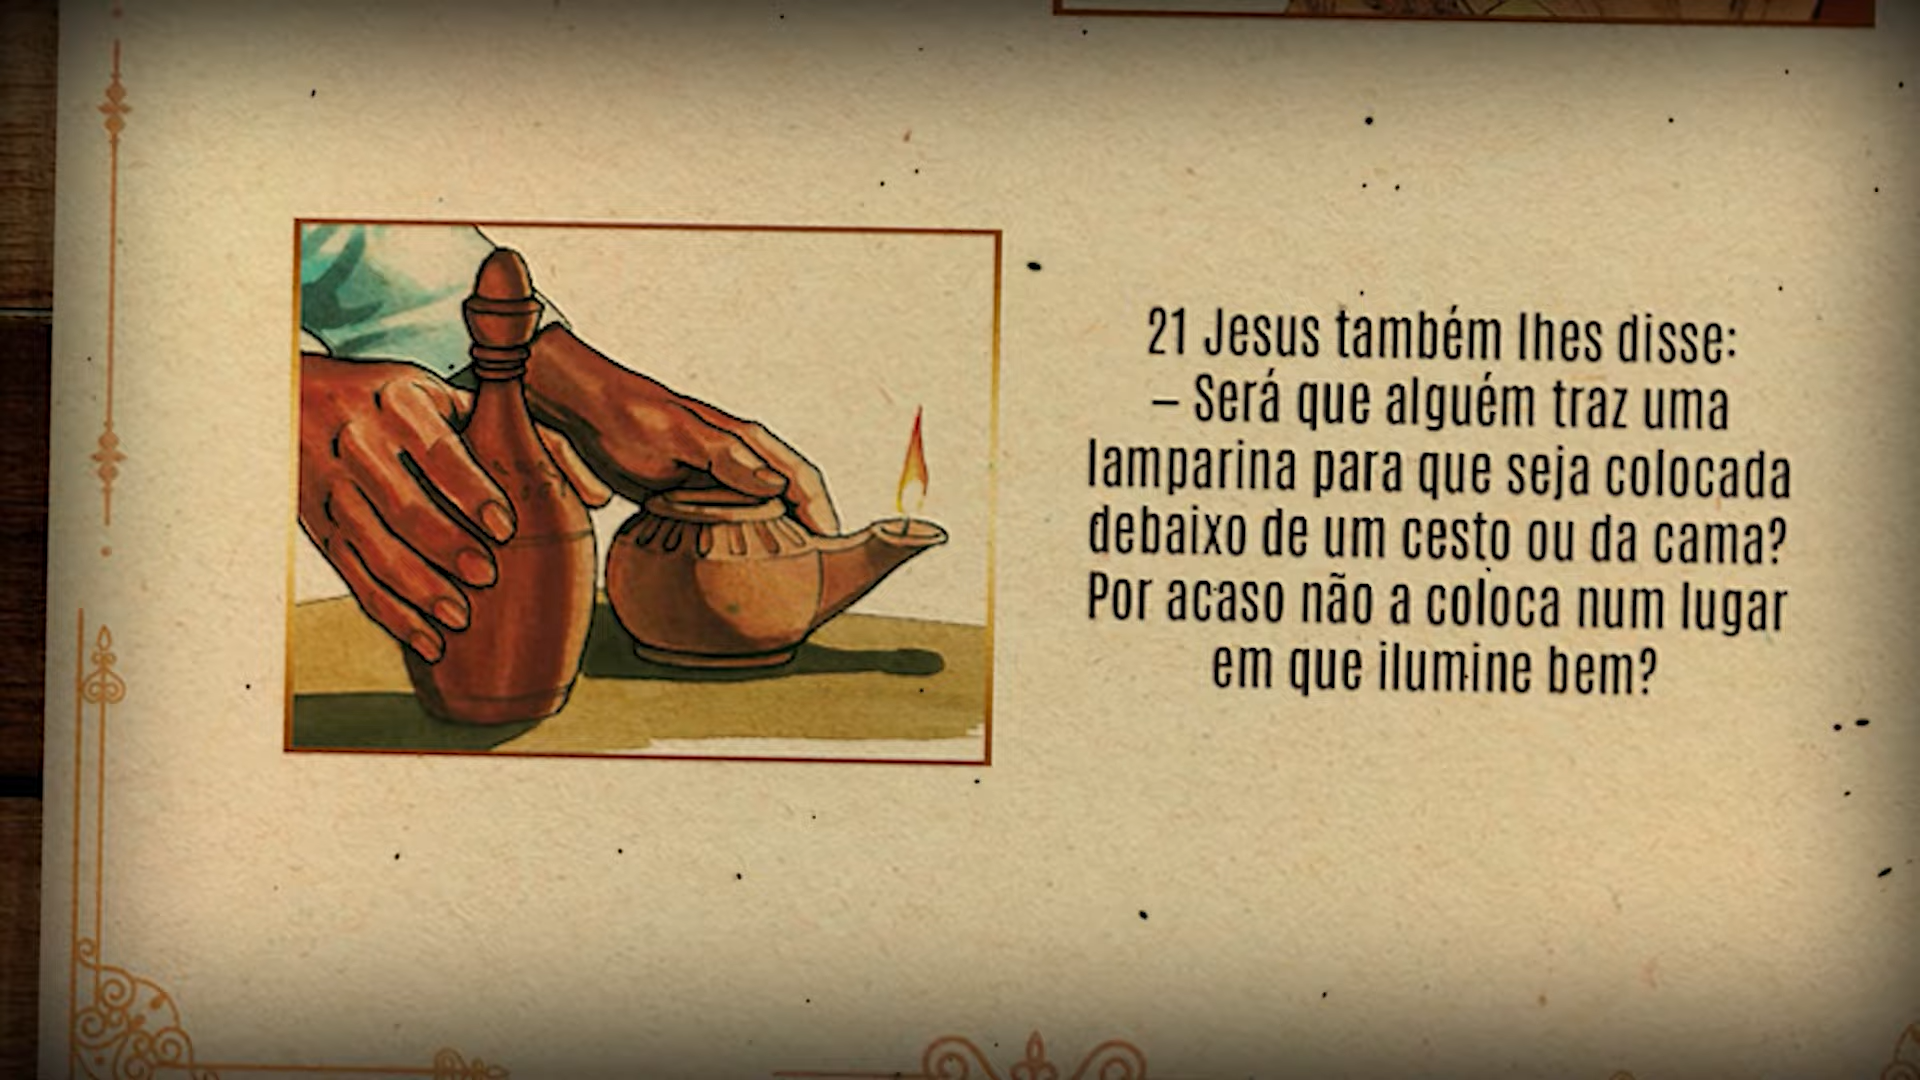 21 Jesus também lhes disse:
– Será que alguém traz uma
lamparina para que seja colocada
debaixo de um cesto ou da cama?
Por acaso não a coloca num lugar
em que ilumine bem?